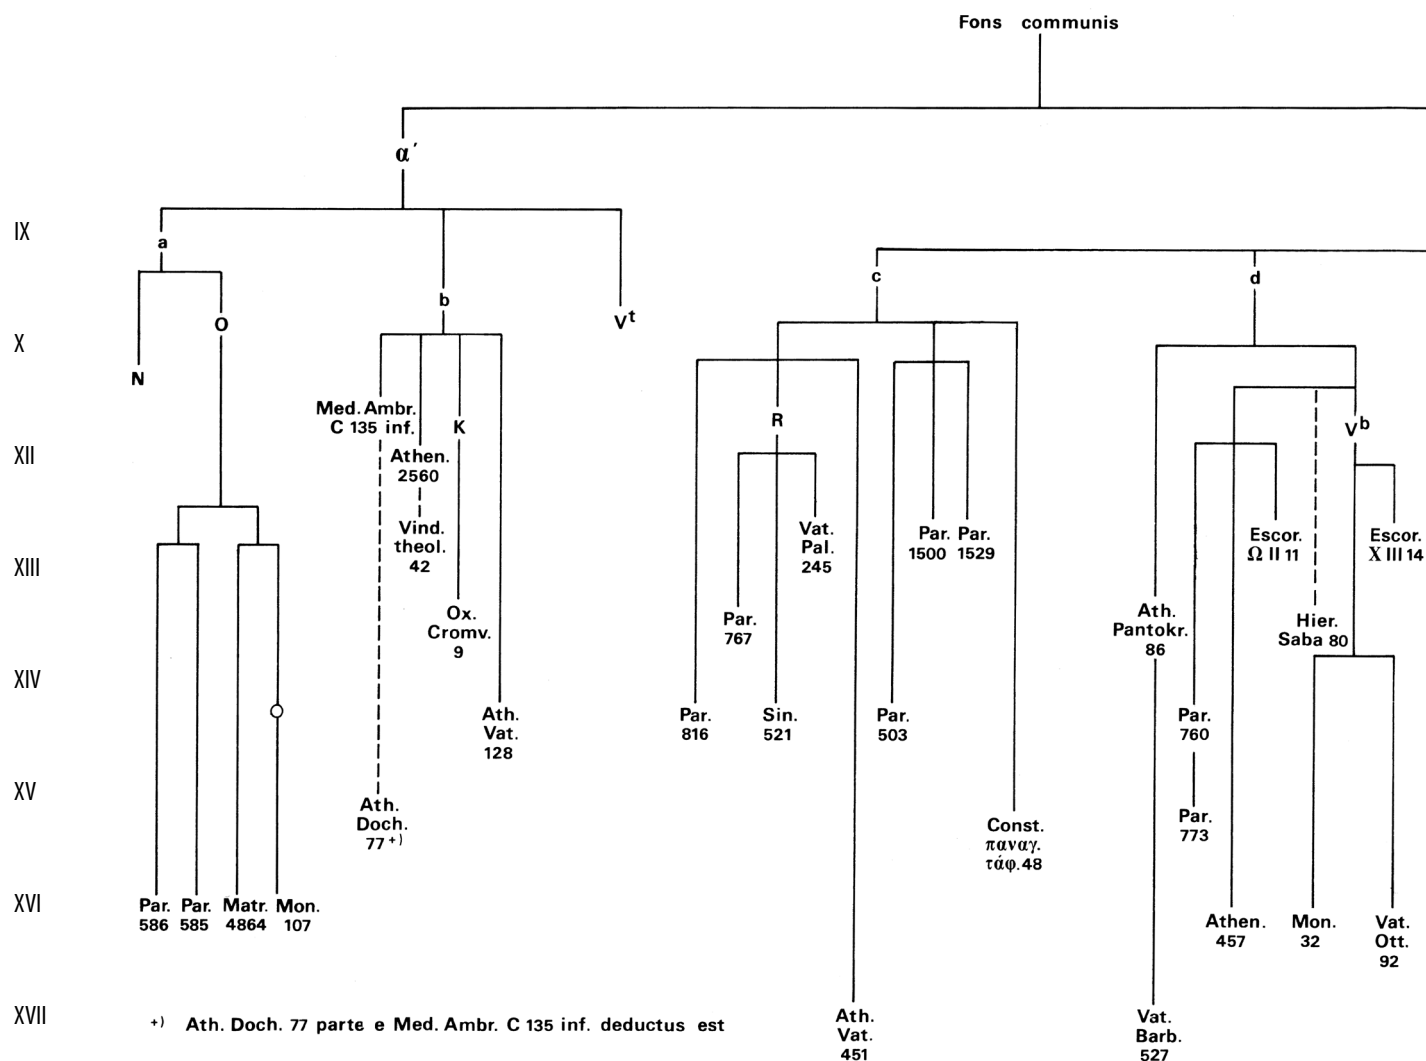 Fons communis
α′
IX
a
c
d
b
O
Vᵗ
X
N
Med. Ambr.
C 135 inf.
K
R
Vᵇ
XII
Athen.
2560
Vind.
theol.
42
Vat.
Pal.
245
Par.
1500
Par.
1529
Escor.
Ω II 11
Escor.
X III 14
XIII
Ox.
Cromv.
9
Par.
767
Ath.
Pantokr.
86
Hier.
Saba 80
XIV
Ath.
Vat.
128
Par.
816
Sin.
521
Par.
503
Par.
760
XV
Ath.
Doch.
77 +)
Const.
παναγ.
τάφ. 48
Par.
773
XVI
Par.
586
Par.
585
Matr.
4864
Mon.
107
Athen.
457
Mon.
32
Vat.
Ott.
92
XVII
+) Ath. Doch. 77 parte e Med. Ambr. C 135 inf. deductus est
Ath.
Vat.
451
Vat.
Barb.
527